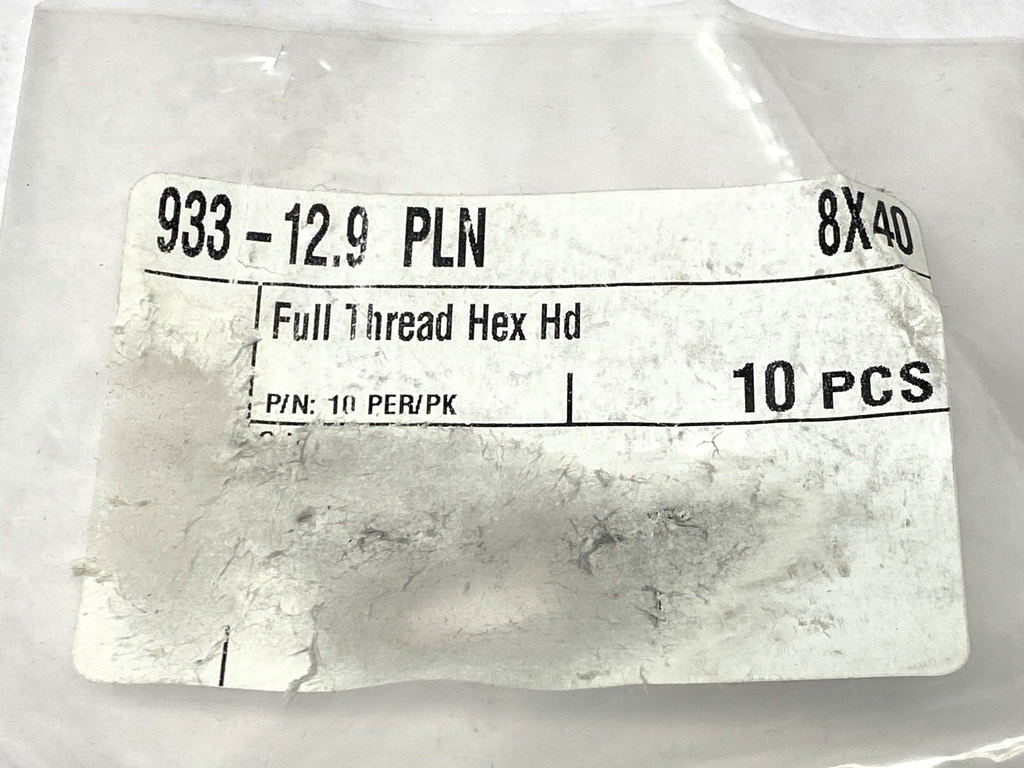 933-12.9 PLN 8X40
Full Thread Hex Hd
P/N: 10 PER/PK 10 PCS